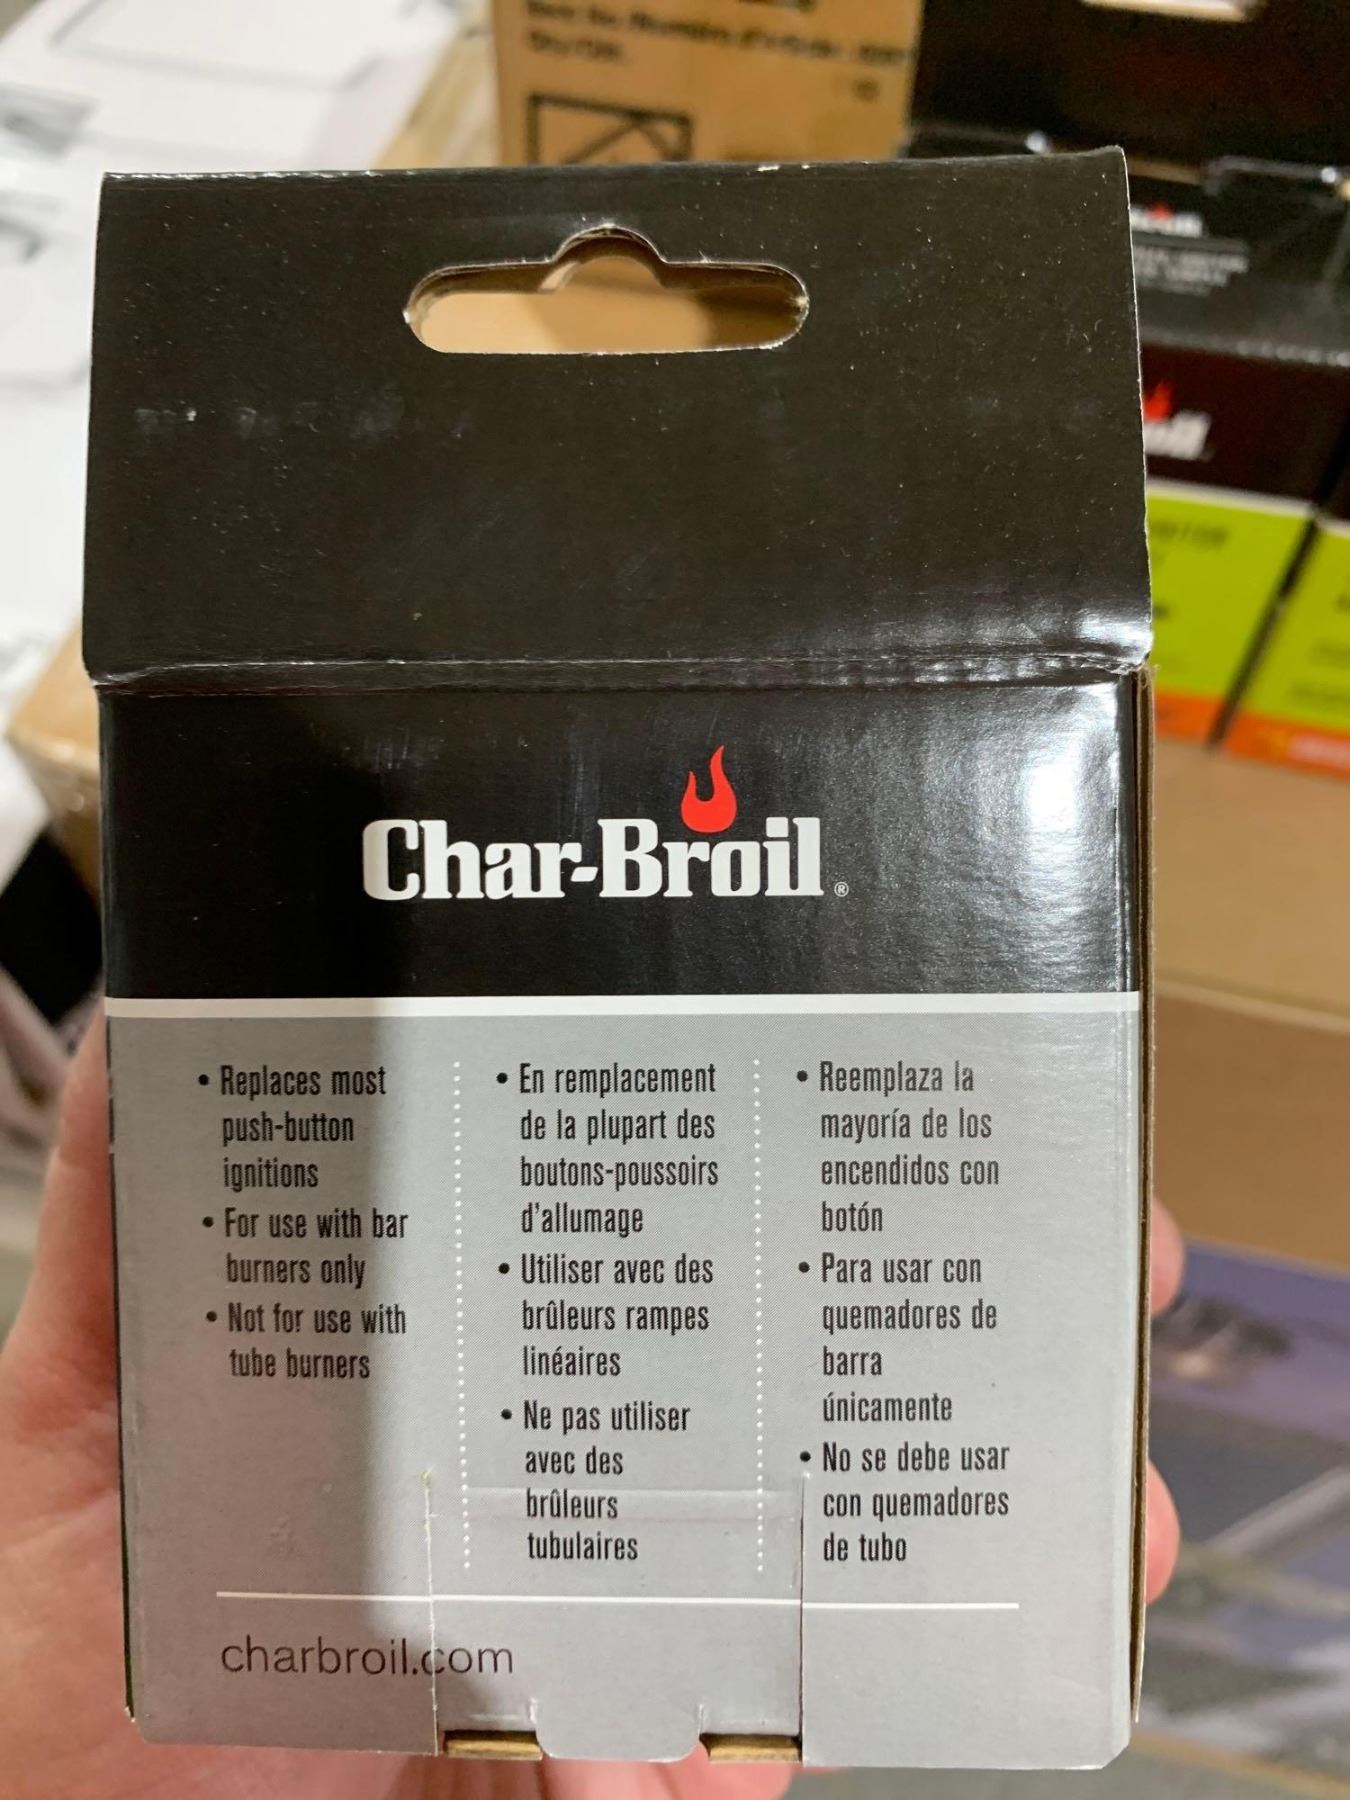 Char-Broil®
• Replaces most
push-button
ignitions
• For use with bar
burners only
• Not for use with
tube burners
• En remplacement
de la plupart des
boutons-poussoirs
d'allumage
• Utiliser avec des
brûleurs rampes
linéaires
• Ne pas utiliser
avec des
brûleurs
tubulaires
• Reemplaza la
mayoría de los
encendidos con
botón
• Para usar con
quemadores de
barra
únicamente
• No se debe usar
con quemadores
de tubo
charbroil.com